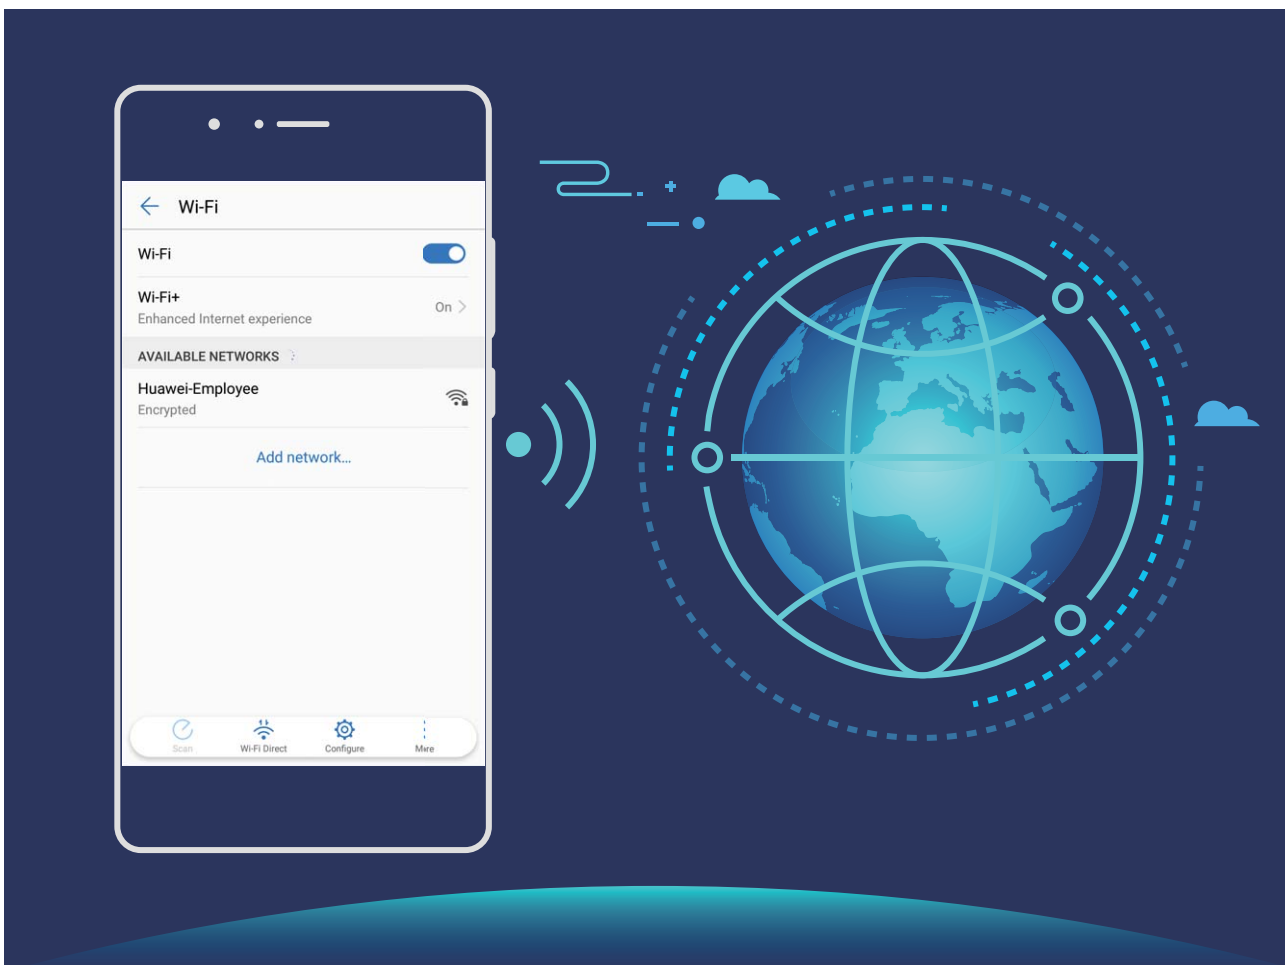 Wi-Fi
Wi-Fi
Wi-Fi+
On
Enhanced Internet experience
AVAILABLE NETWORKS
Huawei-Employee
Encrypted
Add network...
Scan Wi-Fi Direct Configure More